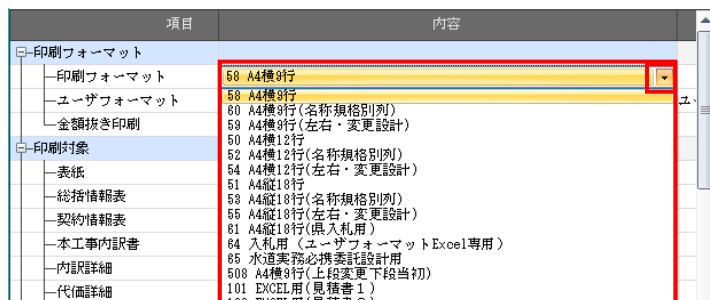 項目 内容
印刷フォーマット
印刷フォーマット 58 A4横9行
ユーザフォーマット
金額抜き印刷
印刷対象
表紙
総括情報表
契約情報表
本工事内訳書
内訳詳細
代価詳細
58 A4横9行
60 A4横9行(名称規格別列)
59 A4横9行(左右・変更設計)
50 A4横12行
52 A4横12行(名称規格別列)
54 A4横12行(左右・変更設計)
51 A4縦18行
53 A4縦18行(名称規格別列)
55 A4縦18行(左右・変更設計)
61 A4縦18行(県入札用)
64 入札用（ユーザフォーマットExcel専用）
65 水道実務必携委託設計用
508 A4横9行(上段変更下段当初)
101 EXCEL用(見積書1)